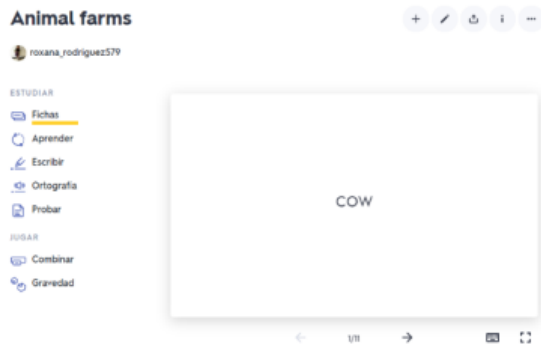 Animal farms
roxana_rodriguez579
ESTUDIAR
Fichas
Aprender
Escribir
Ortografía
Probar
JUGAR
Combinar
Gravedad
COW
1/11